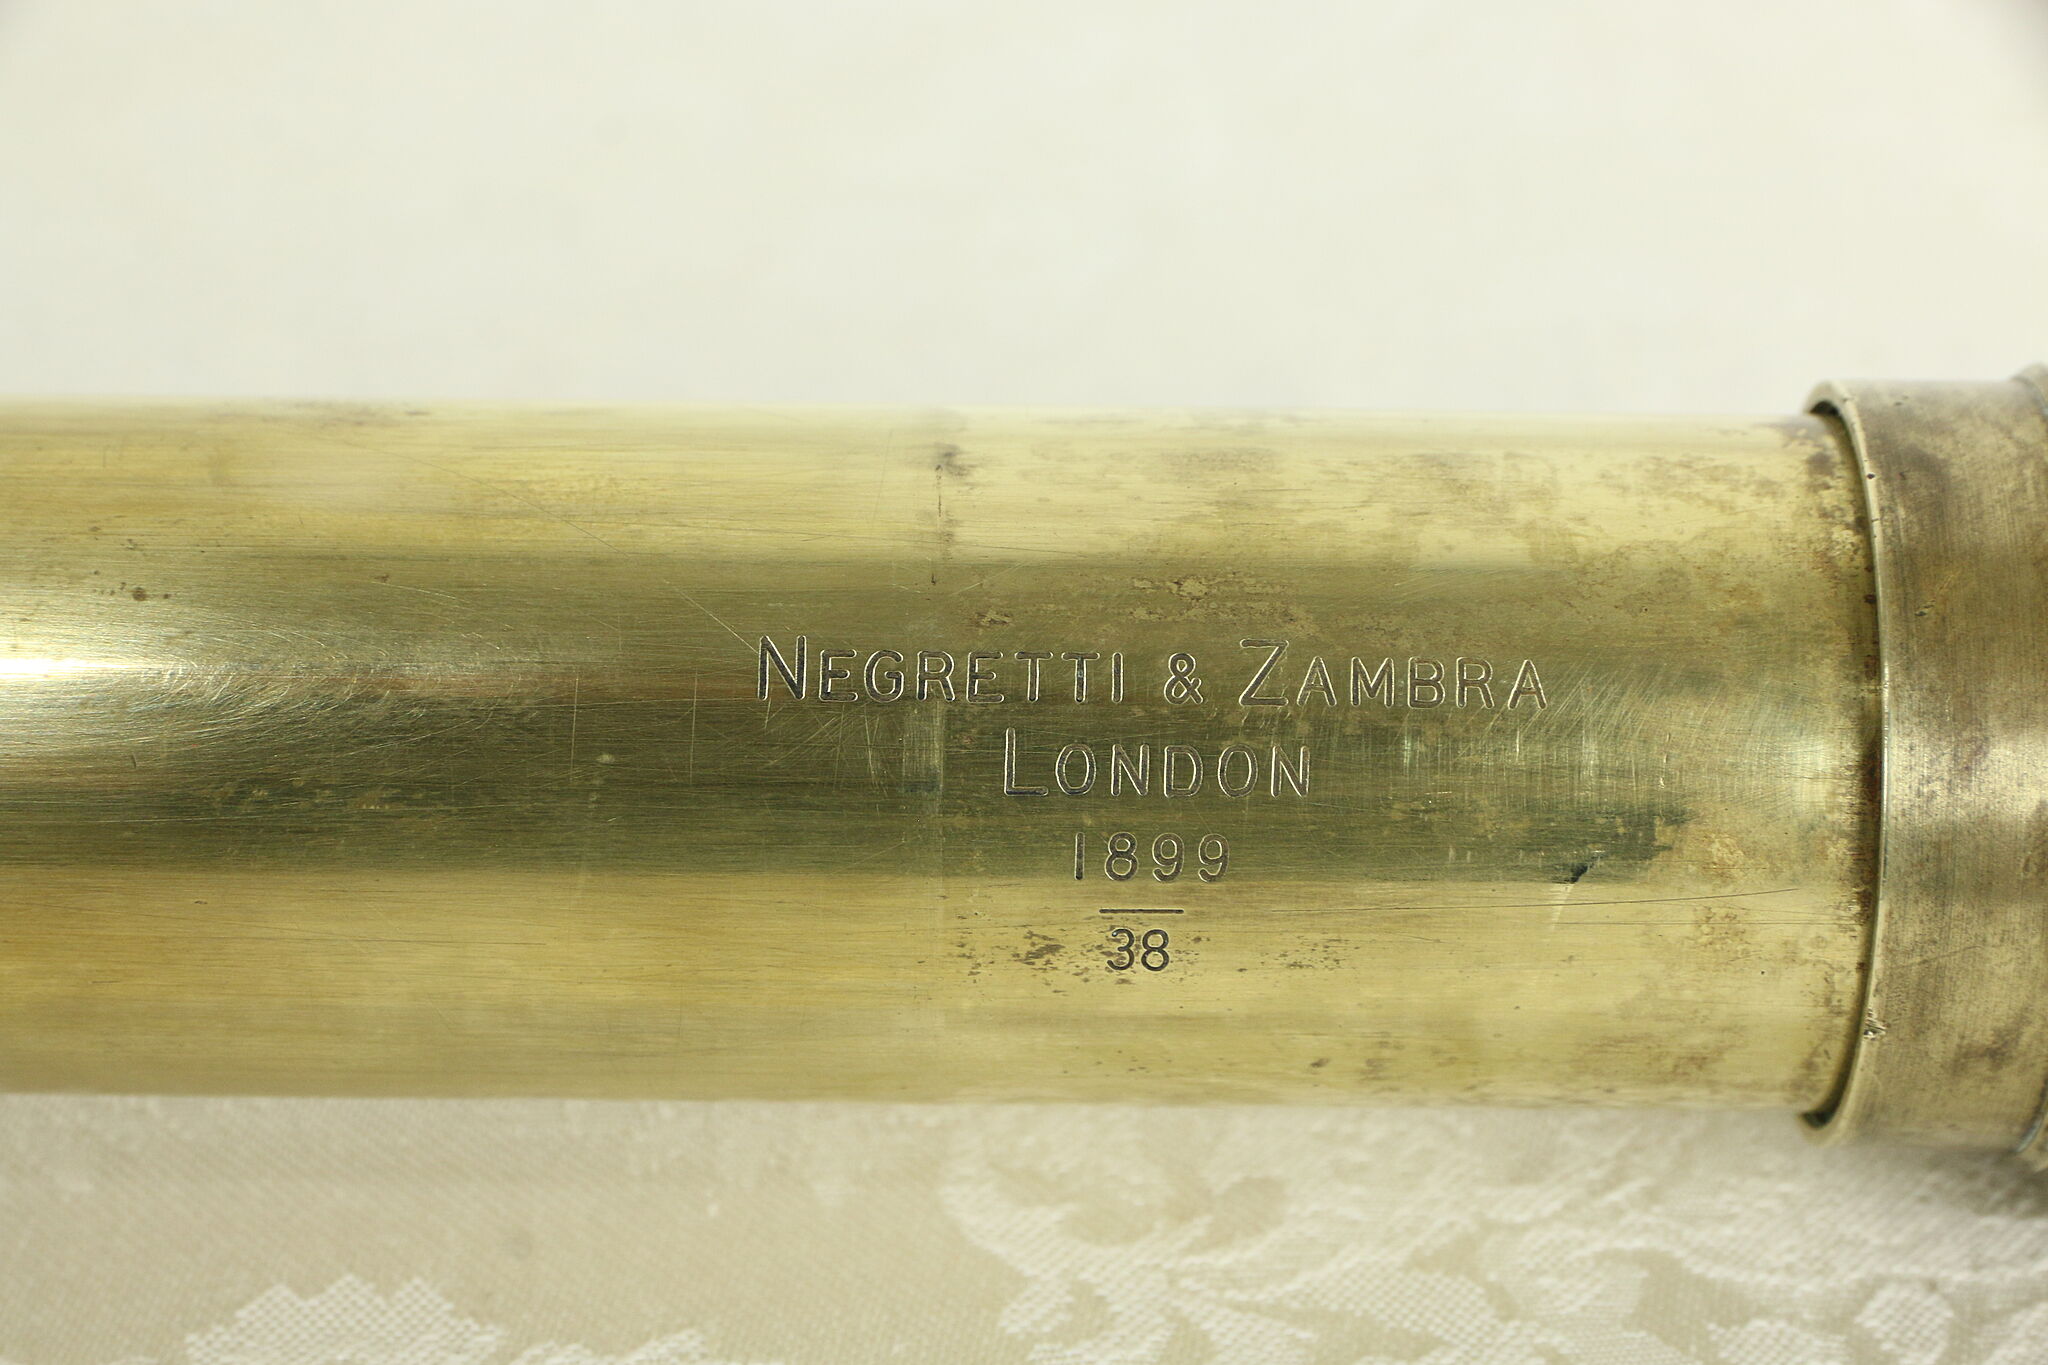 NEGRETTI & ZAMBRA
LONDON
1899
38